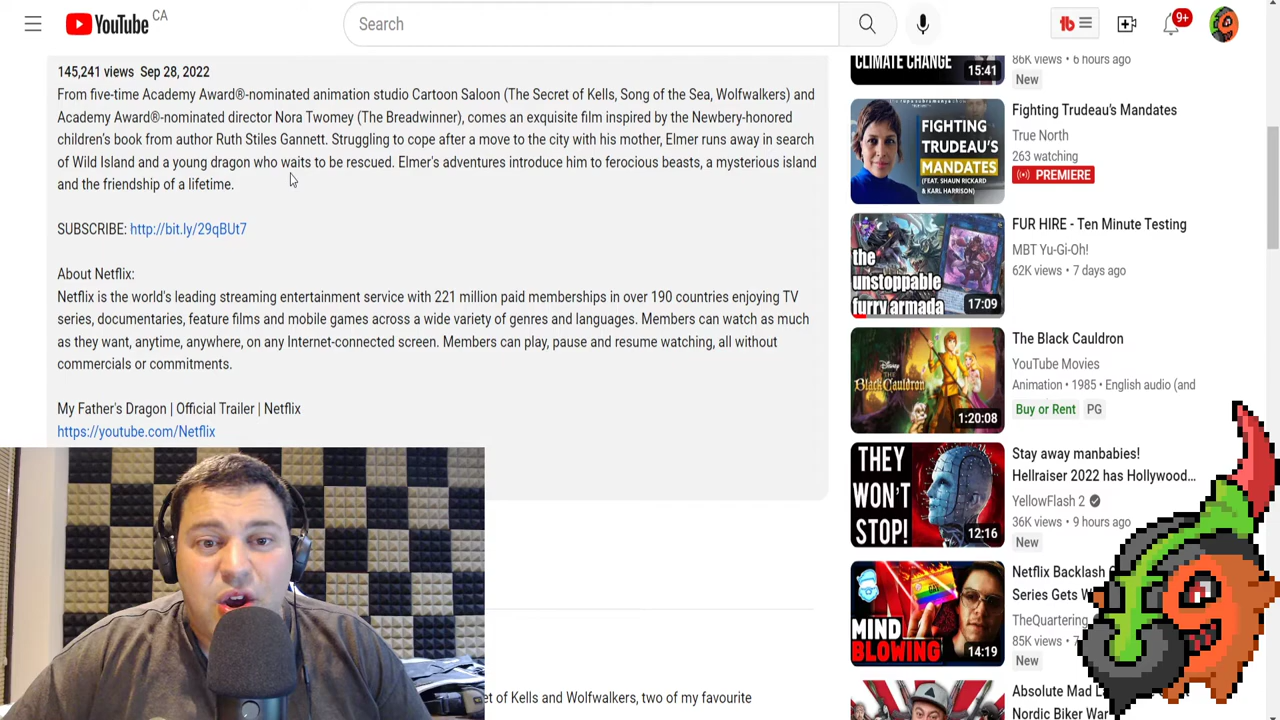 YouTube CA
Search
9+
145,241 views Sep 28, 2022
From five-time Academy Award®-nominated animation studio Cartoon Saloon (The Secret of Kells, Song of the Sea, Wolfwalkers) and
Academy Award®-nominated director Nora Twomey (The Breadwinner), comes an exquisite film inspired by the Newbery-honored
children's book from author Ruth Stiles Gannett. Struggling to cope after a move to the city with his mother, Elmer runs away in search
of Wild Island and a young dragon who waits to be rescued. Elmer's adventures introduce him to ferocious beasts, a mysterious island
and the friendship of a lifetime.
SUBSCRIBE: http://bit.ly/29qBUt7
About Netflix:
Netflix is the world's leading streaming entertainment service with 221 million paid memberships in over 190 countries enjoying TV
series, documentaries, feature films and mobile games across a wide variety of genres and languages. Members can watch as much
as they want, anytime, anywhere, on any Internet-connected screen. Members can play, pause and resume watching, all without
commercials or commitments.
My Father's Dragon | Official Trailer | Netflix
https://youtube.com/Netflix
et of Kells and Wolfwalkers, two of my favourite
CLIMATE CHANGE
15:41
86K views • 6 hours ago
New
FIGHTING
TRUDEAU'S
MANDATES
(FEAT. SHAUN RICKARD
& KARL HARRISON)
Fighting Trudeau's Mandates
True North
263 watching
PREMIERE
the
unstoppable
furry armada
17:09
FUR HIRE - Ten Minute Testing
MBT Yu-Gi-Oh!
62K views • 7 days ago
Disney
THE
Black Cauldron
1:20:08
The Black Cauldron
YouTube Movies
Animation • 1985 • English audio (and
Buy or Rent PG
THEY
WON'T
STOP!
12:16
Stay away manbabies!
Hellraiser 2022 has Hollywood...
YellowFlash 2
36K views • 9 hours ago
New
MIND
BLOWING
14:19
Netflix Backlash
Series Gets
TheQuartering
85K views •
New
Absolute Mad
Nordic Biker War